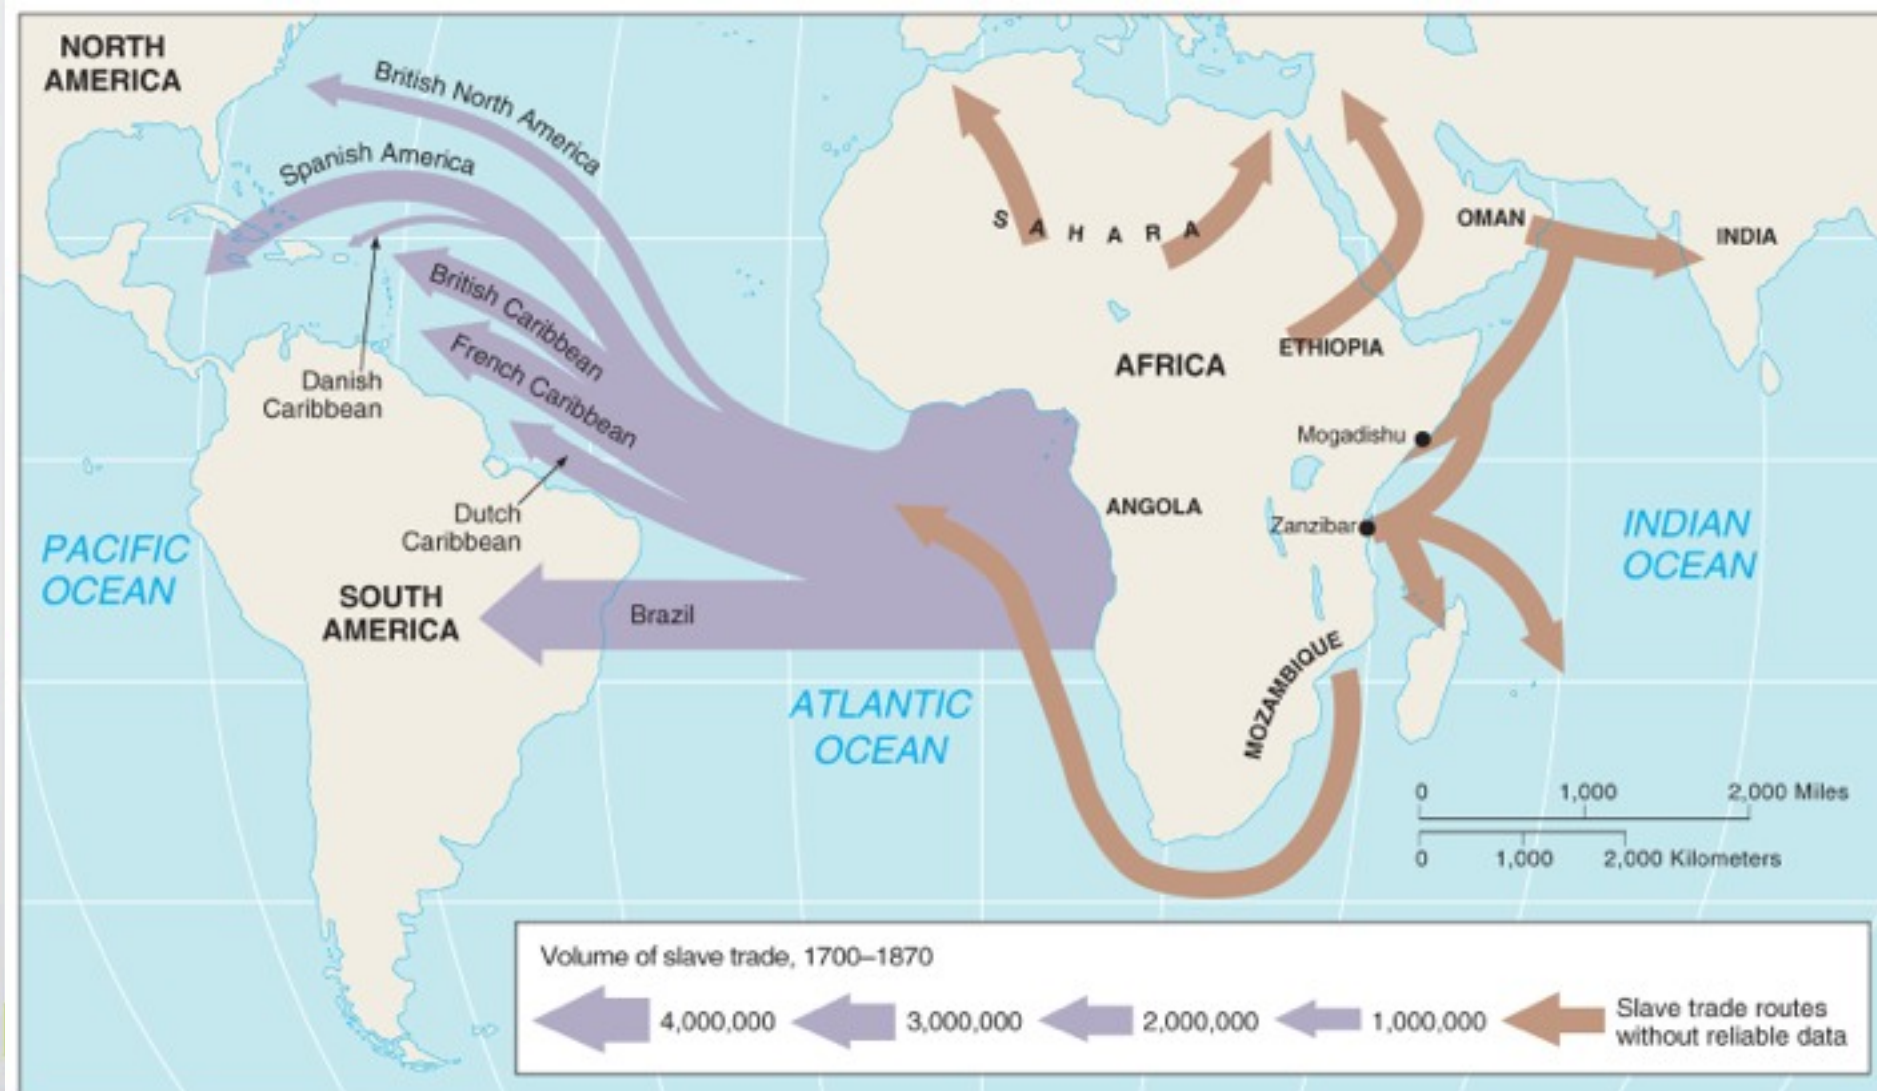 NORTH
AMERICA
British North America
Spanish America
British Caribbean
French Caribbean
Danish
Caribbean
Dutch
Caribbean
PACIFIC
OCEAN
SOUTH
AMERICA
Brazil
ATLANTIC
OCEAN
SAHARA
AFRICA
ETHIOPIA
OMAN
INDIA
Mogadishu
ANGOLA
Zanzibar
MOZAMBIQUE
INDIAN
OCEAN
0 1,000 2,000 Miles
0 1,000 2,000 Kilometers
Volume of slave trade, 1700–1870
4,000,000 3,000,000 2,000,000 1,000,000 Slave trade routes
without reliable data